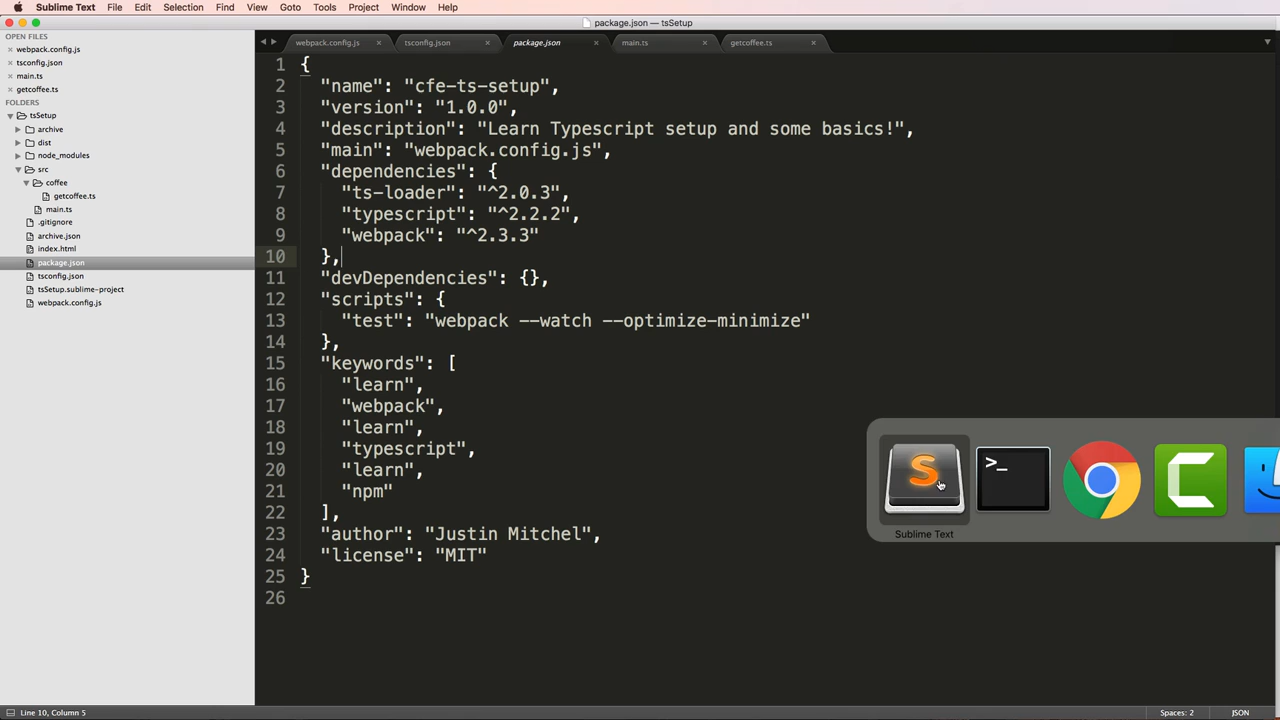 Sublime Text File Edit Selection Find View Goto Tools Project Window Help
package.json — tsSetup
OPEN FILES
webpack.config.js
tsconfig.json
main.ts
getcoffee.ts
FOLDERS
tsSetup
archive
dist
node_modules
src
coffee
getcoffee.ts
main.ts
.gitignore
archive.json
index.html
package.json
tsconfig.json
tsSetup.sublime-project
webpack.config.js
webpack.config.js tsconfig.json package.json main.ts getcoffee.ts
1 {
2 "name": "cfe-ts-setup",
3 "version": "1.0.0",
4 "description": "Learn Typescript setup and some basics!",
5 "main": "webpack.config.js",
6 "dependencies": {
7 "ts-loader": "^2.0.3",
8 "typescript": "^2.2.2",
9 "webpack": "^2.3.3"
10 },
11 "devDependencies": {},
12 "scripts": {
13 "test": "webpack --watch --optimize-minimize"
14 },
15 "keywords": [
16 "learn",
17 "webpack",
18 "learn",
19 "typescript",
20 "learn",
21 "npm"
22 ],
23 "author": "Justin Mitchel",
24 "license": "MIT"
25 }
26
S >_ C
Sublime Text
Line 10, Column 5 Spaces: 2 JSON